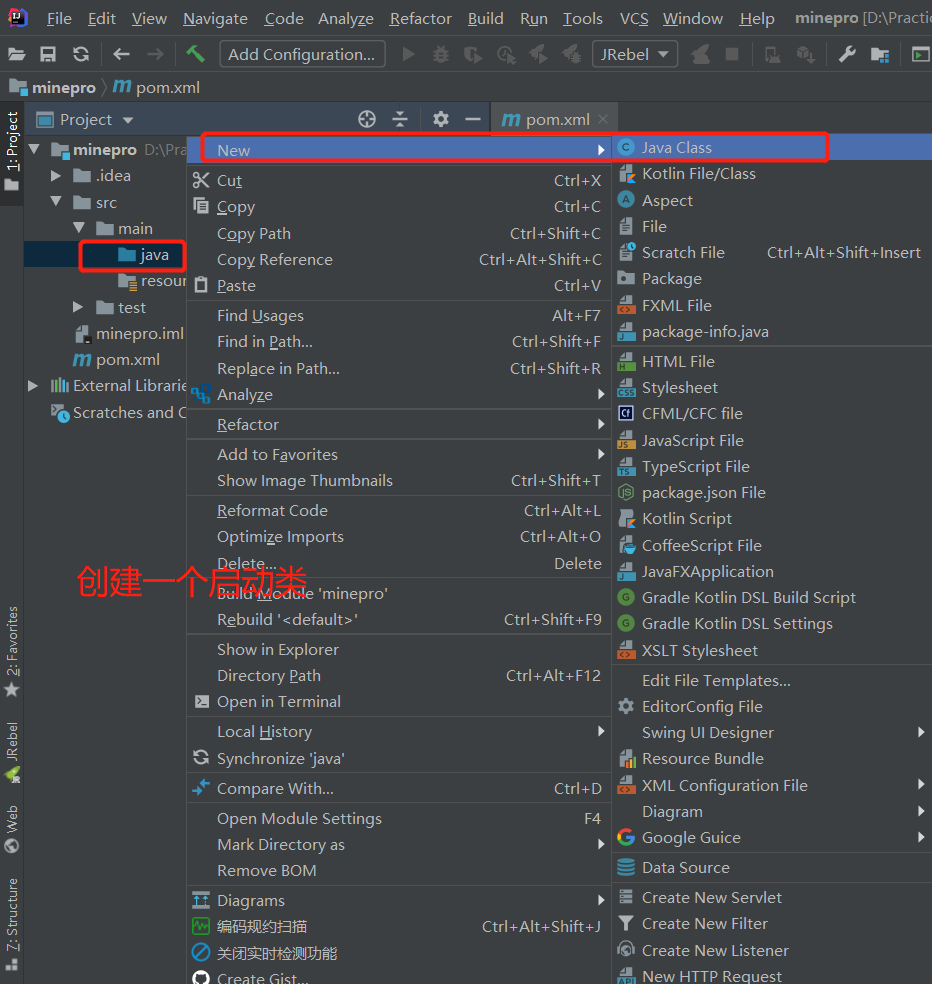 File Edit View Navigate Code Analyze Refactor Build Run Tools VCS Window Help minepro [D:\Practic
Add Configuration... JRebel
minepro m pom.xml
Project
m pom.xml
1: Project
minepro D:\Pra
.idea
src
main
java
resour
test
minepro.iml
m pom.xml
External Librarie
Scratches and C
2: Favorites
JRebel
Web
Z: Structure
New
Cut Ctrl+X
Copy Ctrl+C
Copy Path Ctrl+Shift+C
Copy Reference Ctrl+Alt+Shift+C
Paste Ctrl+V
Find Usages Alt+F7
Find in Path... Ctrl+Shift+F
Replace in Path... Ctrl+Shift+R
Analyze
Refactor
Add to Favorites
Show Image Thumbnails Ctrl+Shift+T
Reformat Code Ctrl+Alt+L
Optimize Imports Ctrl+Alt+O
Delete... Delete
创建一个启动类
Build Module 'minepro'
Rebuild '<default>' Ctrl+Shift+F9
Show in Explorer
Directory Path Ctrl+Alt+F12
Open in Terminal
Local History
Synchronize 'java'
Compare With... Ctrl+D
Open Module Settings F4
Mark Directory as
Remove BOM
Diagrams
编码规约扫描 Ctrl+Alt+Shift+J
关闭实时检测功能
Create Gist...
Java Class
Kotlin File/Class
Aspect
File
Scratch File Ctrl+Alt+Shift+Insert
Package
FXML File
package-info.java
HTML File
Stylesheet
CFML/CFC file
JavaScript File
TypeScript File
package.json File
Kotlin Script
CoffeeScript File
JavaFXApplication
Gradle Kotlin DSL Build Script
Gradle Kotlin DSL Settings
XSLT Stylesheet
Edit File Templates...
EditorConfig File
Swing UI Designer
Resource Bundle
XML Configuration File
Diagram
Google Guice
Data Source
Create New Servlet
Create New Filter
Create New Listener
New HTTP Request